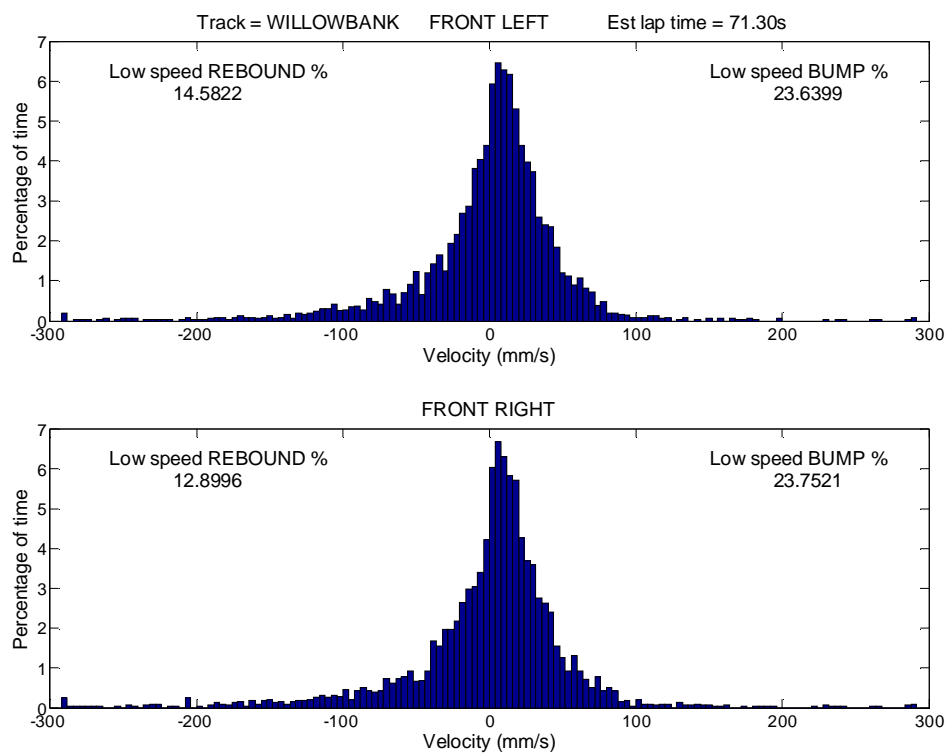 Track = WILLOWBANK FRONT LEFT Est lap time = 71.30s
7
Low speed REBOUND % Low speed BUMP %
14.5822 23.6399
6
5
4
3
2
1
0
Percentage of time
-300 -200 -100 0 100 200 300
Velocity (mm/s)
FRONT RIGHT
7
Low speed REBOUND % Low speed BUMP %
12.8996 23.7521
6
5
4
3
2
1
0
Percentage of time
-300 -200 -100 0 100 200 300
Velocity (mm/s)